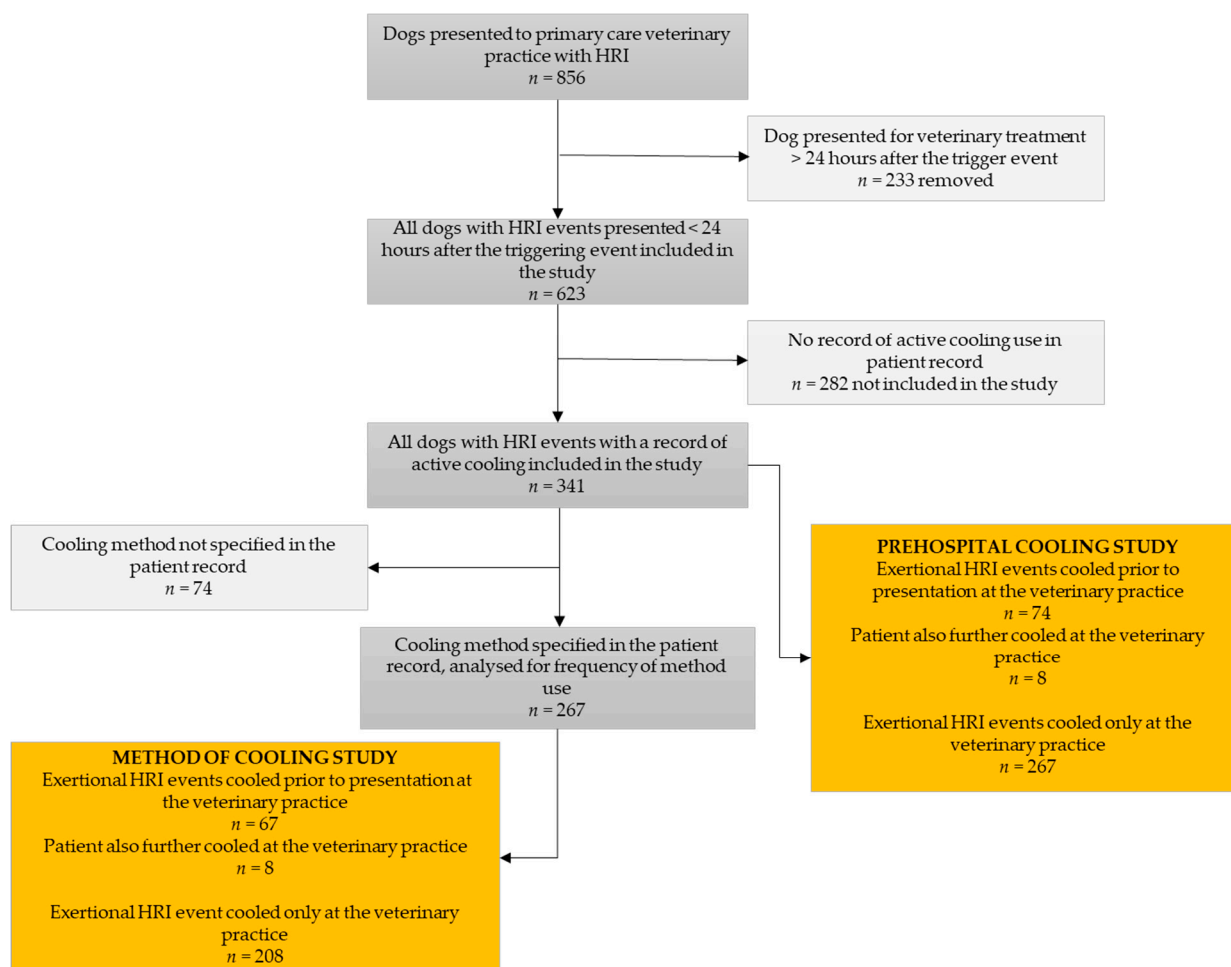 Dogs presented to primary care veterinary
practice with HRI
n = 856
Dog presented for veterinary treatment
> 24 hours after the trigger event
n = 233 removed
All dogs with HRI events presented < 24
hours after the triggering event included in
the study
n = 623
No record of active cooling use in
patient record
n = 282 not included in the study
All dogs with HRI events with a record of
active cooling included in the study
n = 341
Cooling method not specified in the
patient record
n = 74
PREHOSPITAL COOLING STUDY
Exertional HRI events cooled prior to
presentation at the veterinary practice
n = 74
Patient also further cooled at the veterinary
practice
n = 8
Exertional HRI events cooled only at the
veterinary practice
n = 267
Cooling method specified in the patient
record, analysed for frequency of method
use
n = 267
METHOD OF COOLING STUDY
Exertional HRI events cooled prior to presentation at
the veterinary practice
n = 67
Patient also further cooled at the veterinary practice
n = 8
Exertional HRI event cooled only at the veterinary
practice
n = 208